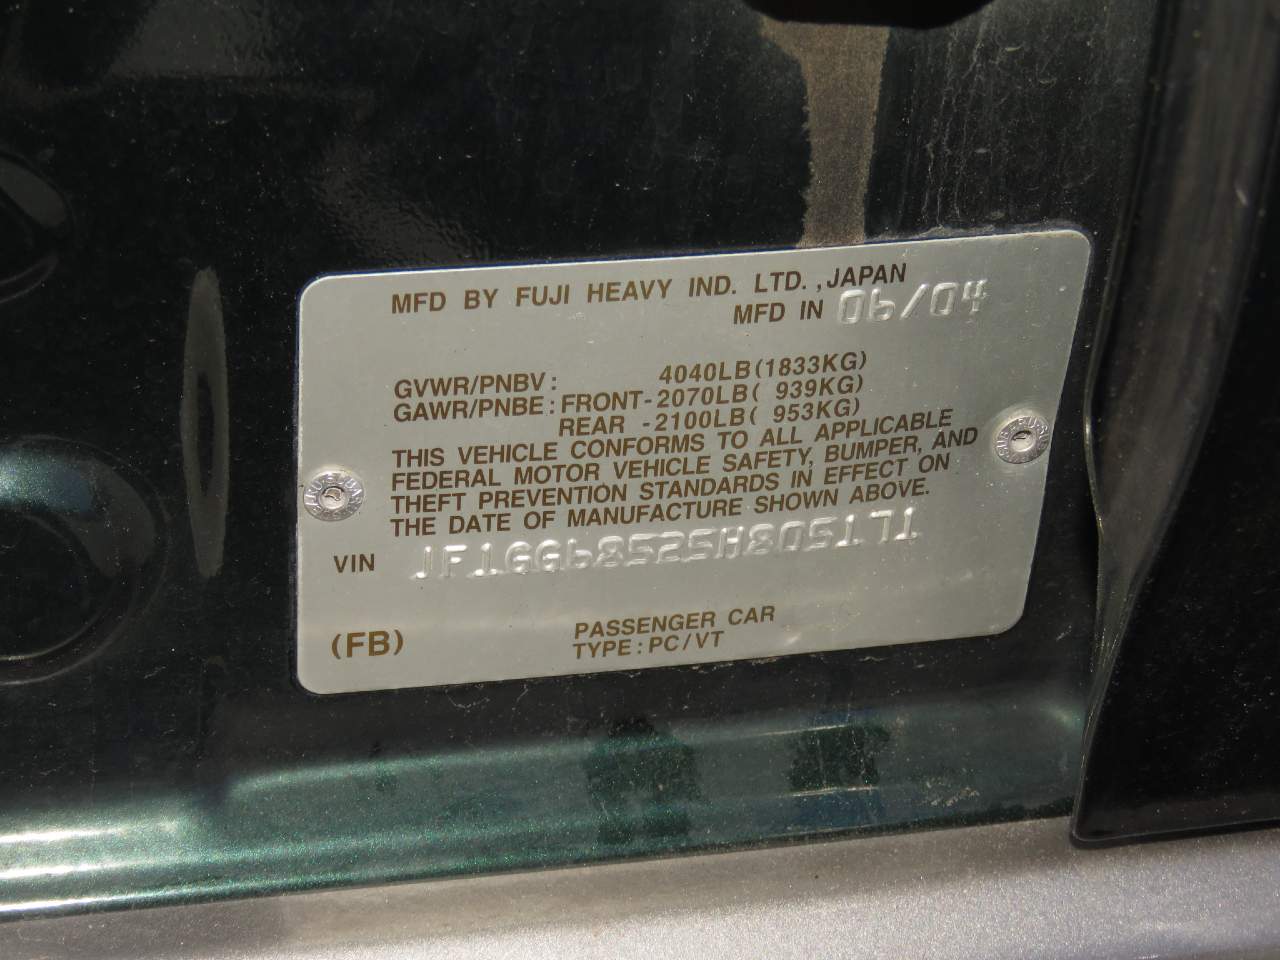 MFD BY FUJI HEAVY IND. LTD., JAPAN
MFD IN 06/04
GVWR/PNBV: 4040LB(1833KG)
GAWR/PNBE: FRONT-2070LB( 939KG)
REAR -2100LB( 953KG)
THIS VEHICLE CONFORMS TO ALL APPLICABLE
FEDERAL MOTOR VEHICLE SAFETY, BUMPER, AND
THEFT PREVENTION STANDARDS IN EFFECT ON
THE DATE OF MANUFACTURE SHOWN ABOVE.
VIN
(FB)
PASSENGER CAR
TYPE: PC/VT